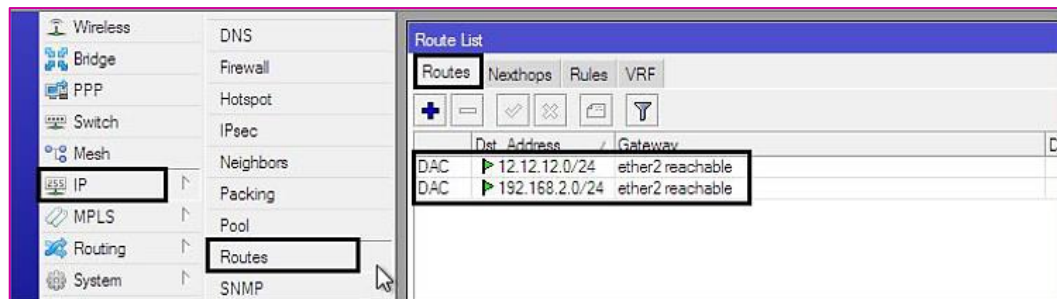 Wireless
Bridge
PPP
Switch
Mesh
IP
MPLS
Routing
System
DNS
Firewall
Hotspot
IPsec
Neighbors
Packing
Pool
Routes
SNMP
Route List
Routes Nexthops Rules VRF
Dst. Address Gateway D
DAC 12.12.12.0/24 ether2 reachable
DAC 192.168.2.0/24 ether2 reachable